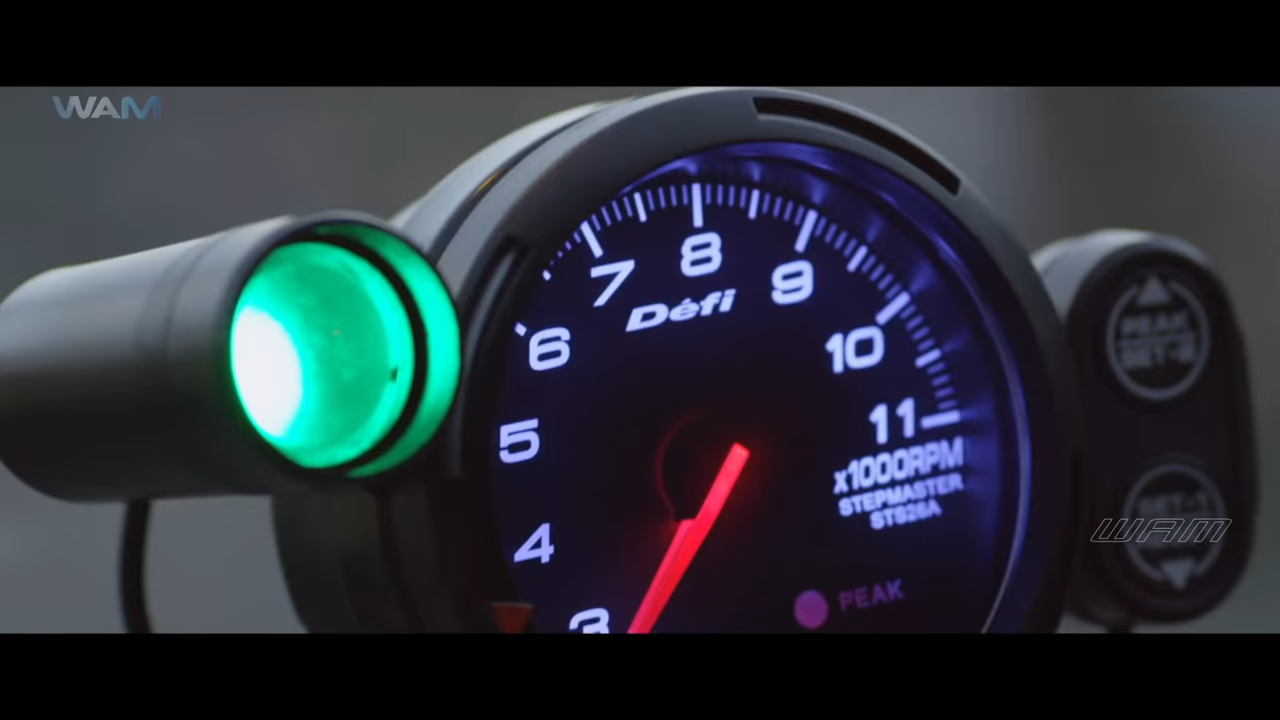 WAM
7 8 9
Défi
6 10
5 11
x1000RPM
STEPMASTER
ST526A
4
3
PEAK
PEAK
SET-2
SET-1
WAM